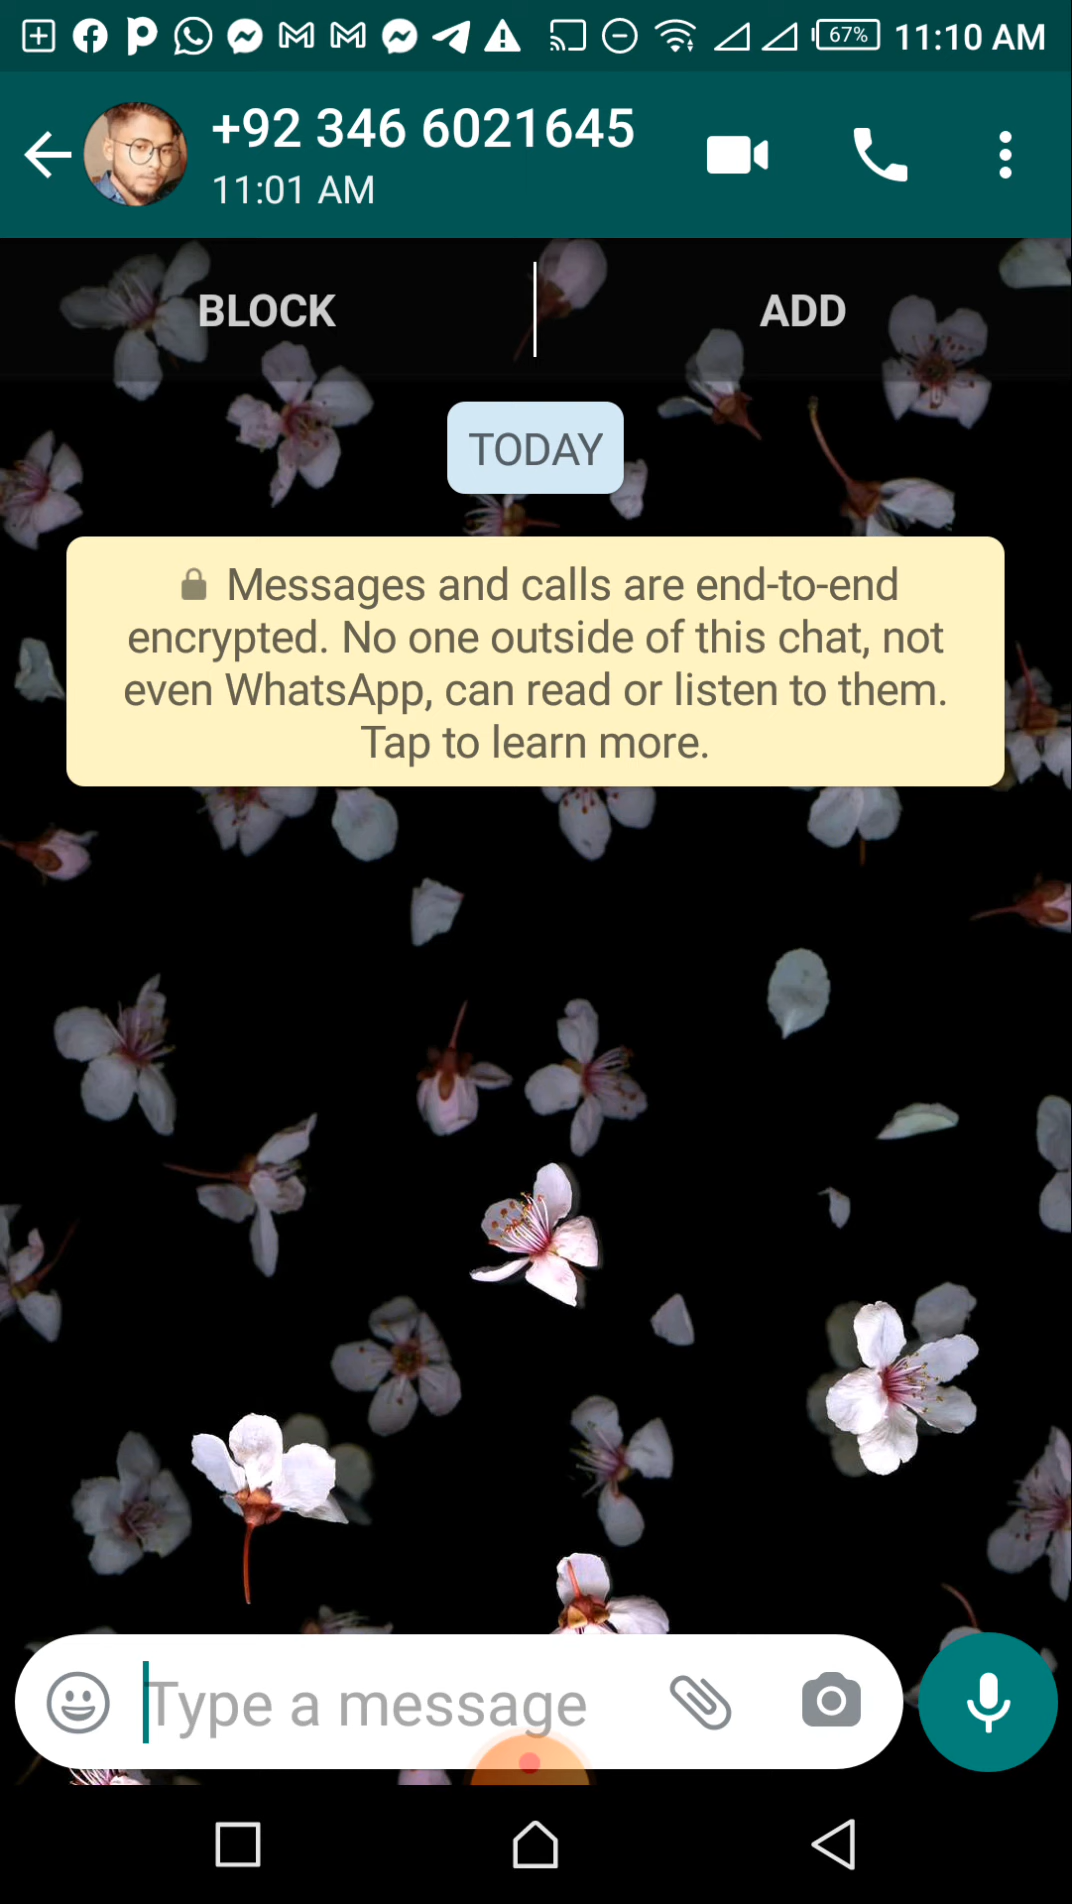 67% 11:10 AM
+92 346 6021645
11:01 AM
BLOCK
ADD
TODAY
Messages and calls are end-to-end
encrypted. No one outside of this chat, not
even WhatsApp, can read or listen to them.
Tap to learn more.
Type a message